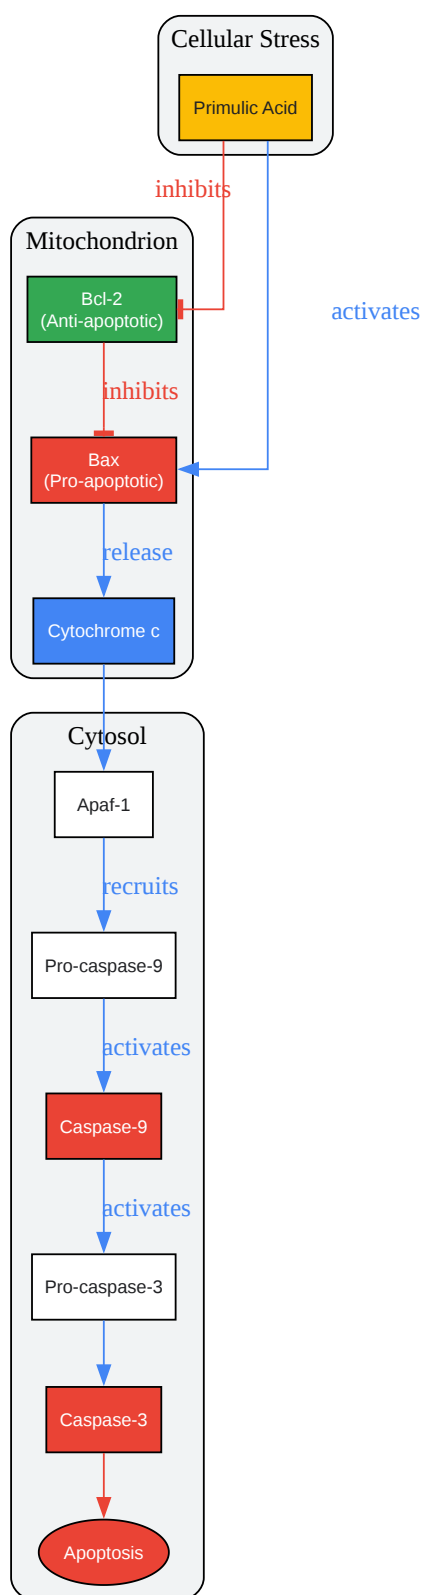 Cellular Stress
Primulic Acid
inhibits
Mitochondrion
Bcl-2
(Anti-apoptotic)
activates
inhibits
Bax
(Pro-apoptotic)
release
Cytochrome c
Cytosol
Apaf-1
recruits
Pro-caspase-9
activates
Caspase-9
activates
Pro-caspase-3
Caspase-3
Apoptosis